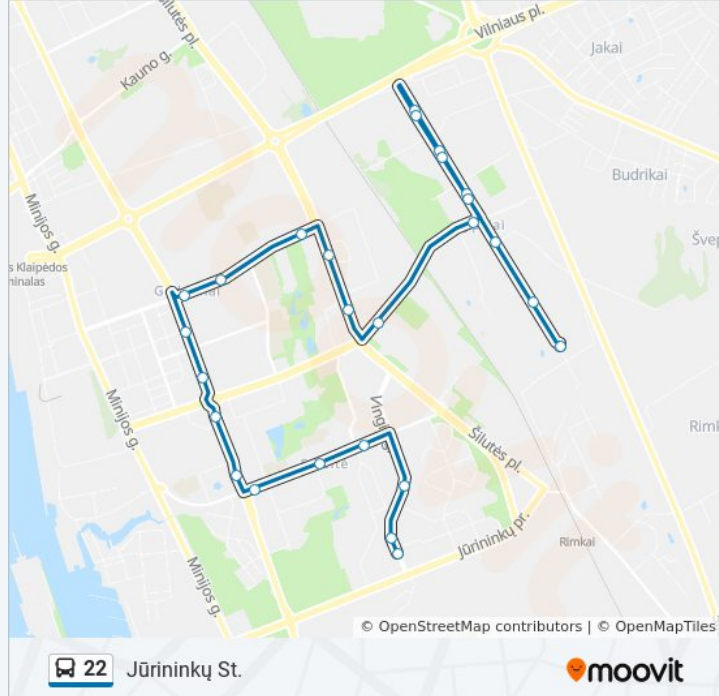 Šilutės pl.
Vilniaus pl.
Jakai
Kauno g.
Budrikai
Minijos g.
s Klaipėdos
minalas
Minijos g.
Šilutės pl.
Rimk
Jūrininkų pr.
Rimkai
Minijos g.
© OpenStreetMap contributors | © OpenMapTiles
22 Jūrininkų St.
moovit